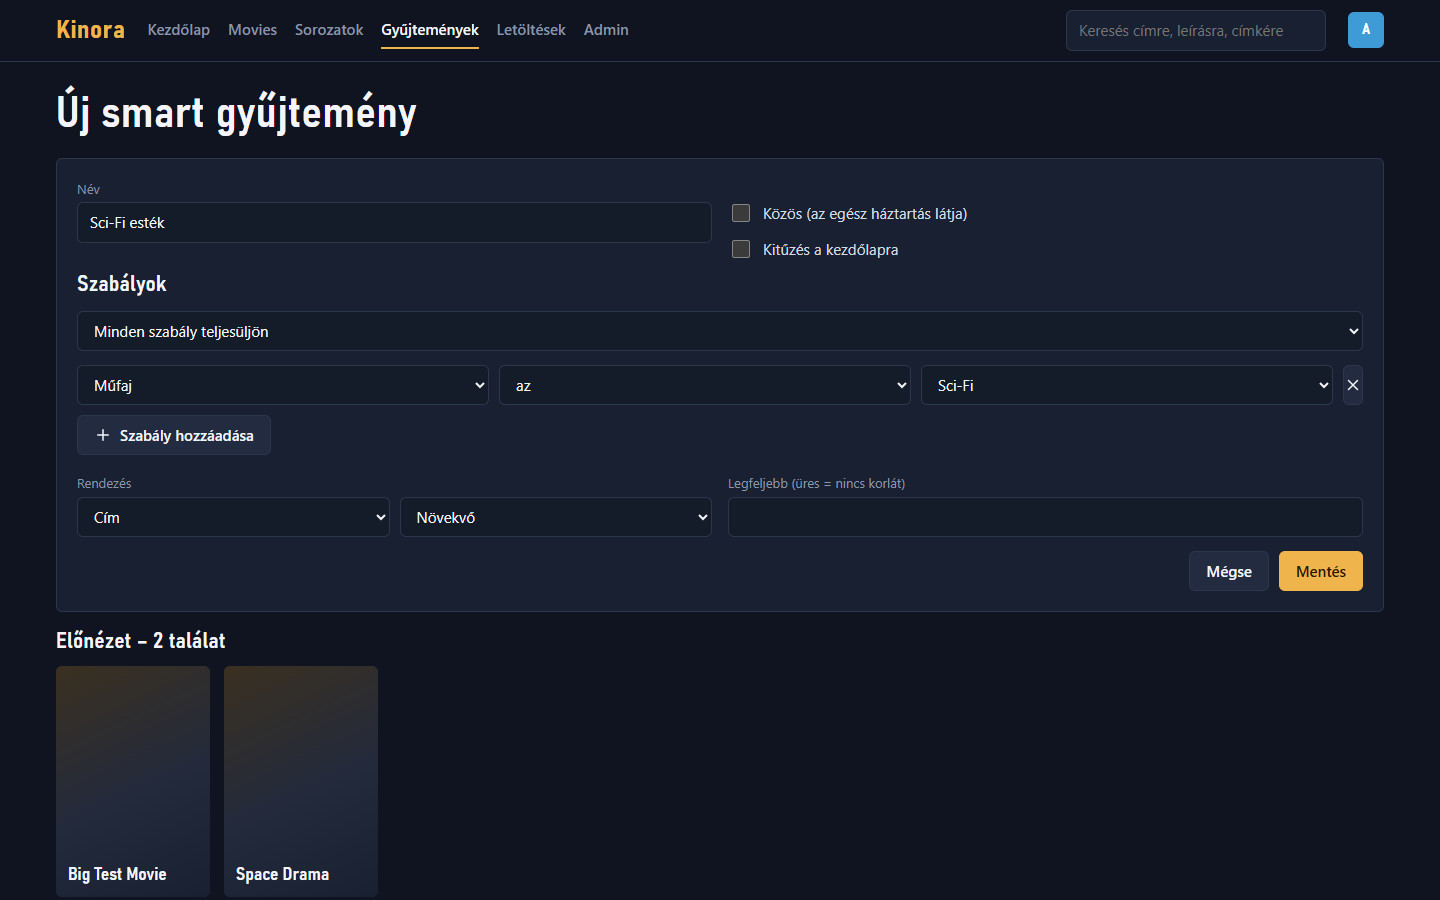 Kinora Kezdőlap Movies Sorozatok Gyűjtemények Letöltések Admin Keresés címre, leírásra, címkére A
Új smart gyűjtemény
Név
Sci-Fi esték
Közös (az egész háztartás látja)
Kitűzés a kezdőlapra
Szabályok
Minden szabály teljesüljön
Műfaj az Sci-Fi
Szabály hozzáadása
Rendezés Legfeljebb (üres = nincs korlát)
Cím Növekvő
Mégse Mentés
Előnézet – 2 találat
Big Test Movie Space Drama